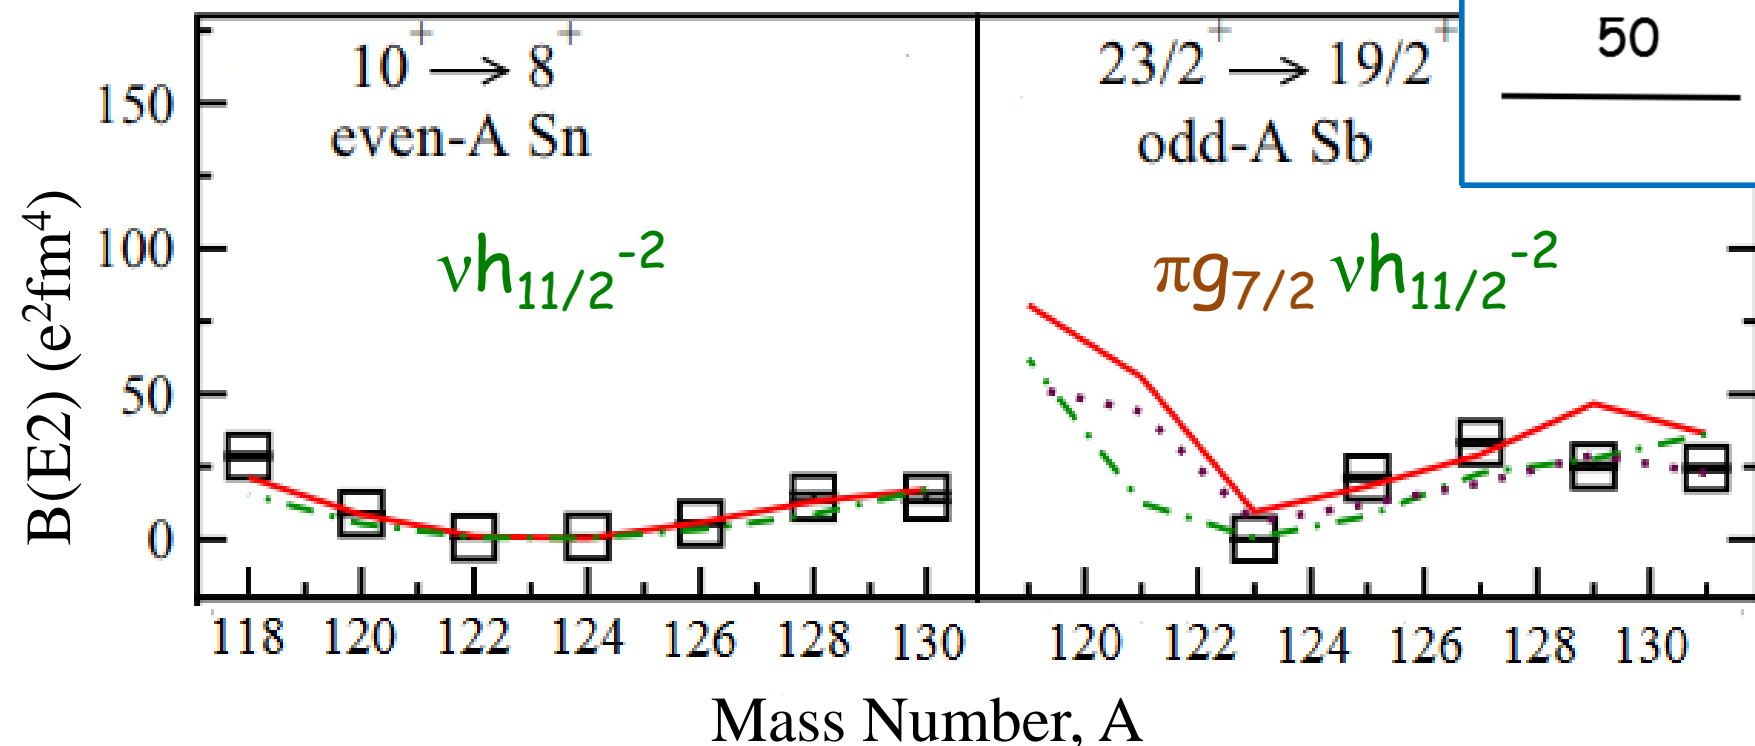 50
10⁺ → 8⁺
even-A Sn
23/2⁺ → 19/2⁺
odd-A Sb
νh₁₁/₂⁻²
πg₇/₂ νh₁₁/₂⁻²
B(E2) (e²fm⁴)
150
100
50
0
118 120 122 124 126 128 130
120 122 124 126 128 130
Mass Number, A